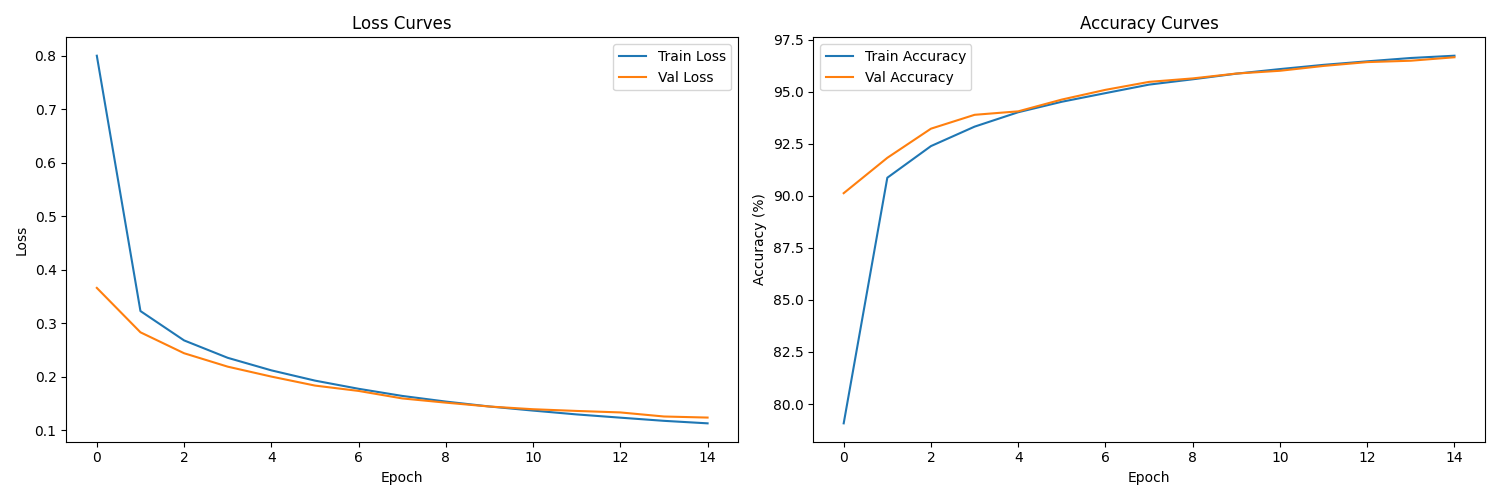 Loss Curves
Train Loss
Val Loss
Loss
0.8
0.7
0.6
0.5
0.4
0.3
0.2
0.1
0 2 4 6 8 10 12 14
Epoch
Accuracy Curves
Train Accuracy
Val Accuracy
Accuracy (%)
97.5
95.0
92.5
90.0
87.5
85.0
82.5
80.0
0 2 4 6 8 10 12 14
Epoch